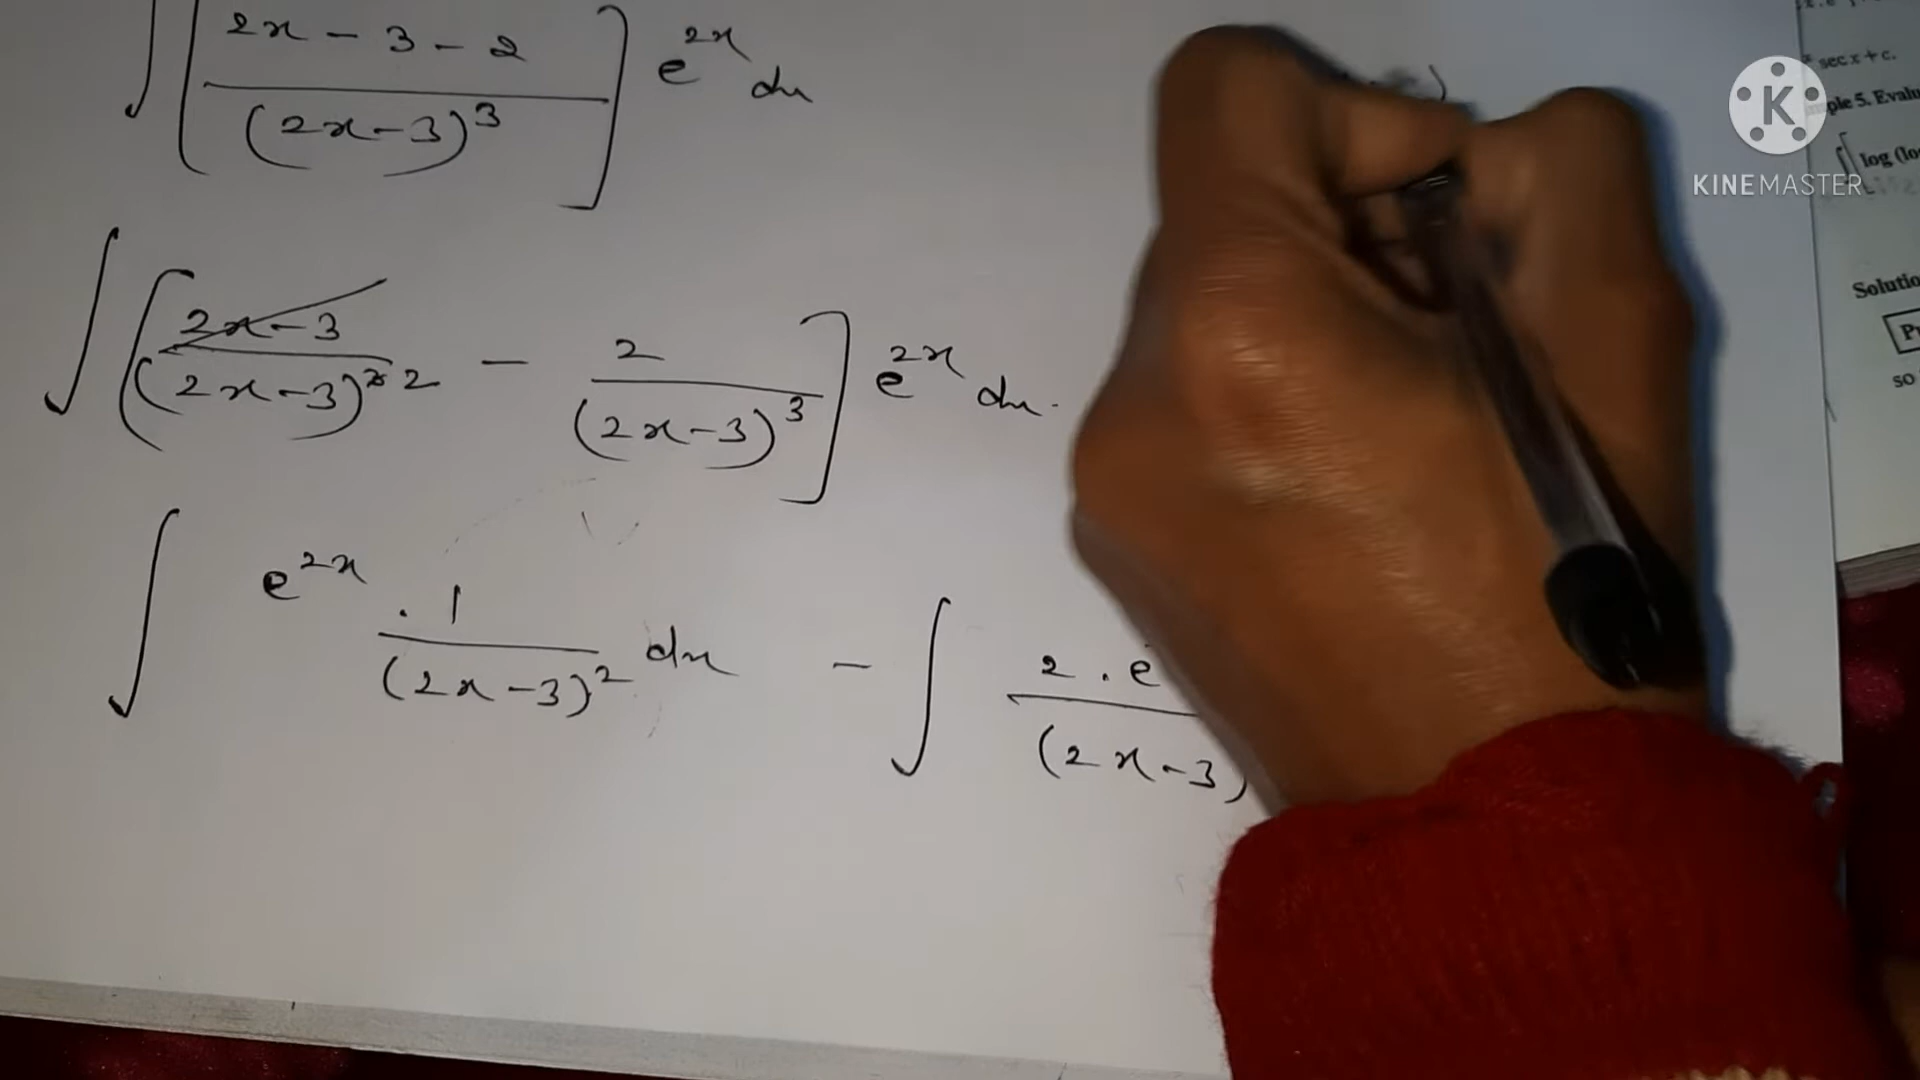 ∫ [ (2x - 3 - 2) / (2x-3)^3 ] e^{2x} dx
∫ [ (2x-3) / (2x-3)^{3 2} - 2 / (2x-3)^3 ] e^{2x} dx.
∫ e^{2x} . 1 / (2x-3)^2 dx - ∫ 2 . e / (2x-3)
K
KINEMASTER
sec x + c.
ple 5. Evalu
log (lo
Solutio
so